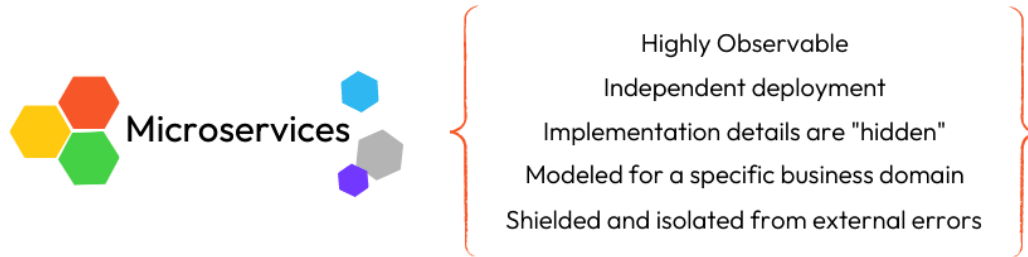 Microservices
Highly Observable
Independent deployment
Implementation details are "hidden"
Modeled for a specific business domain
Shielded and isolated from external errors